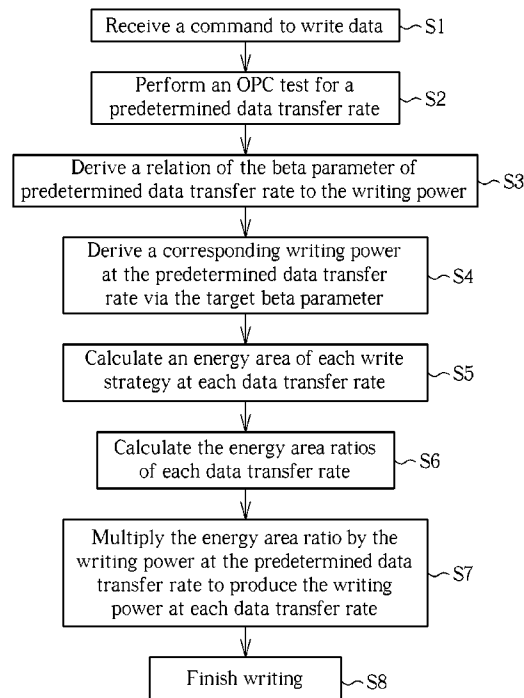 Receive a command to write data
S1
Perform an OPC test for a
predetermined data transfer rate
S2
Derive a relation of the beta parameter of
predetermined data transfer rate to the writing power
S3
Derive a corresponding writing power
at the predetermined data transfer
rate via the target beta parameter
S4
Calculate an energy area of each write
strategy at each data transfer rate
S5
Calculate the energy area ratios
of each data transfer rate
S6
Multiply the energy area ratio by the
writing power at the predetermined data
transfer rate to produce the writing
power at each data transfer rate
S7
Finish writing
S8